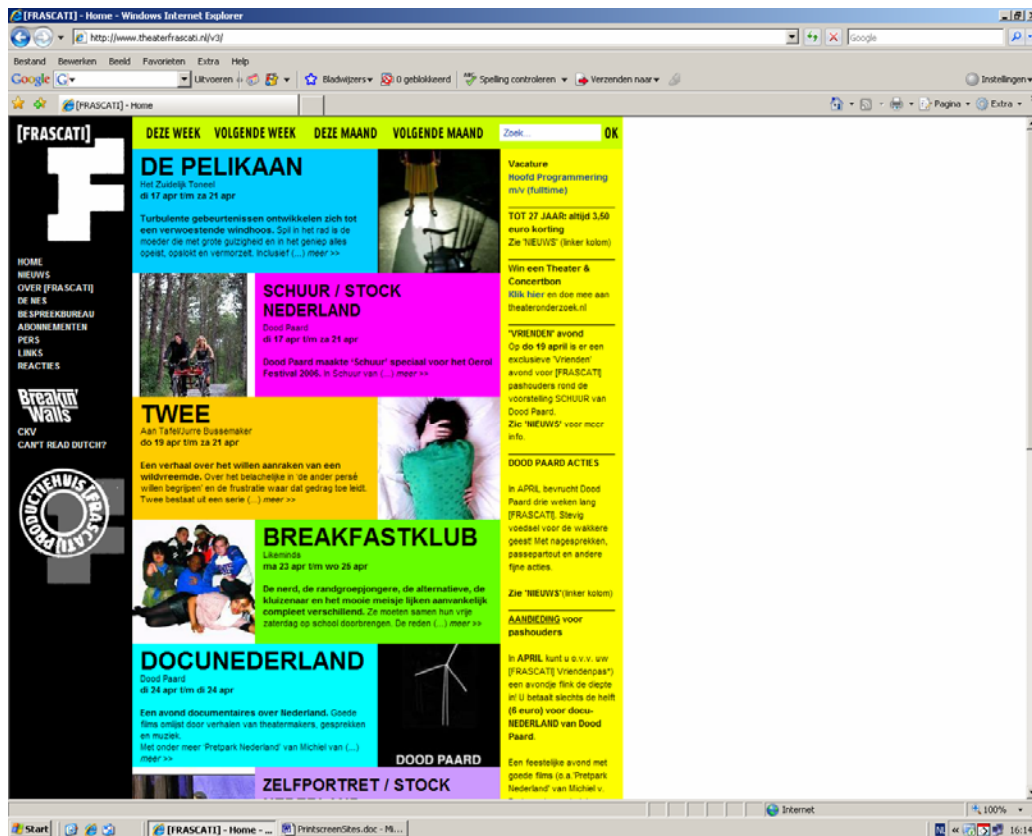 [FRASCATI] - Home - Windows Internet Explorer
http://www.theaterfrascati.nl/v3/
Google
Bestand Bewerken Beeld Favorieten Extra Help
Google G Uitvoeren Bladwijzers 0 geblokkeerd Spelling controleren Verzenden naar Instellingen
[FRASCATI] - Home
Pagina Extra
[FRASCATI]
F
HOME
NIEUWS
OVER [FRASCATI]
DE NES
BESPREEKBUREAU
ABONNEMENTEN
PERS
LINKS
REACTIES
Breakin'
Walls
CKV
CAN'T READ DUTCH?
PRODUCTIEHUIS [FRASCATI]
DEZE WEEK VOLGENDE WEEK DEZE MAAND VOLGENDE MAAND Zoek... OK
DE PELIKAAN
Het Zuidelijk Toneel
di 17 apr t/m za 21 apr
Turbulente gebeurtenissen ontwikkelen zich tot
een verwoestende windhoos. Spil in het rad is de
moeder die met grote gulzigheid en in het geniep alles
opeist, opslokt en vermorzelt. Inclusief (...) meer >>
SCHUUR / STOCK
NEDERLAND
Dood Paard
di 17 apr t/m za 21 apr
Dood Paard maakte 'Schuur' speciaal voor het Gerol
Festival 2006. In Schuur van (...) meer >>
TWEE
Aan Tafel/Jurre Bussemaker
do 19 apr t/m za 21 apr
Een verhaal over het willen aanraken van een
wildvreemde. Over het belachelijke in 'de ander persé
willen begrijpen' en de frustratie waar dat gedrag toe leidt.
Twee bestaat uit een serie (...) meer >>
BREAKFASTKLUB
Likeminds
ma 23 apr t/m wo 25 apr
De nerd, de randgroepjongere, de alternatieve, de
kluizenaar en het mooie meisje lijken aanvankelijk
compleet verschillend. Ze moeten samen hun vrije
zaterdag op school doorbrengen. De reden (...) meer >>
DOCUNEDERLAND
Dood Paard
di 24 apr t/m di 24 apr
Een avond documentaires over Nederland. Goede
films omlijst door verhalen van theatermakers, gesprekken
en muziek.
Met onder meer 'Pretpark Nederland' van Michiel van (...)
meer >>
DOOD PAARD
ZELFPORTRET / STOCK
Vacature
Hoofd Programmering
m/v (fulltime)
TOT 27 JAAR: altijd 3,50
euro korting
Zie 'NIEUWS' (linker kolom)
Win een Theater &
Concertbon
Klik hier en doe mee aan
theateronderzoek.nl
'VRIENDEN' avond
Op do 19 april is er een
exclusieve 'Vrienden'
avond voor [FRASCATI]
pashouders rond de
voorstelling SCHUUR van
Dood Paard.
Zie 'NIEUWS' voor meer
info.
DOOD PAARD ACTIES
In APRIL bevrucht Dood
Paard drie weken lang
[FRASCATI]. Stevig
voedsel voor de wakkere
geest! Met nagesprekken,
passepartout en andere
fijne acties.
Zie 'NIEUWS'(linker kolom)
AANBIEDING voor
pashouders
In APRIL kunt u o.v.v. uw
[FRASCATI] Vriendenpas*)
een avondje flink de diepte
in! U betaalt slechts de helft
(6 euro) voor docu-
NEDERLAND van Dood
Paard.
Een feestelijke avond met
goede films (o.a.'Pretpark
Nederland' van Michiel v.
Internet 100%
Start [FRASCATI] - Home - ... PrintscreenSites.doc - Mi... NL 16:14